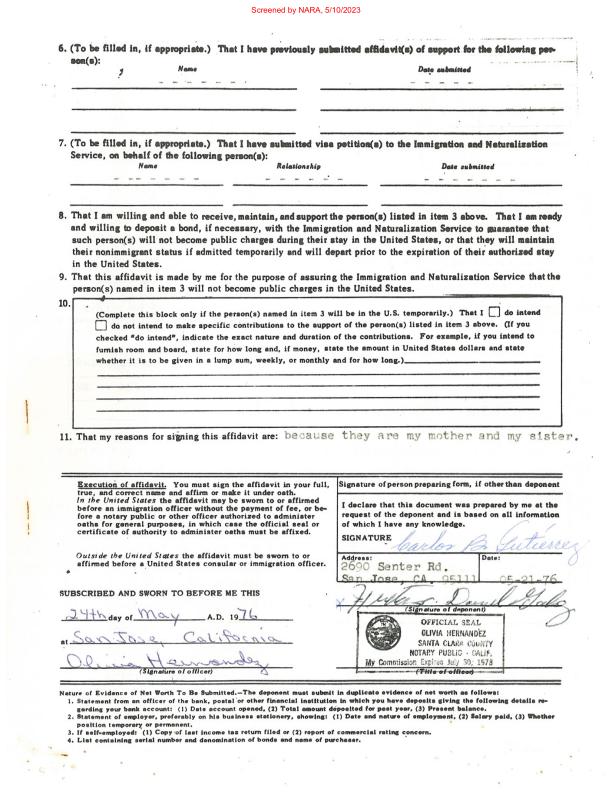 Screened by NARA, 5/10/2023
6. (To be filled in, if appropriate.) That I have previously submitted affidavit(s) of support for the following per-
son(s):
Name Date submitted
- - - - - - - - - - -
7. (To be filled in, if appropriate.) That I have submitted visa petition(s) to the Immigration and Naturalization
Service, on behalf of the following person(s):
Name Relationship Date submitted
- - - - - - - - - - - - - - - -
8. That I am willing and able to receive, maintain, and support the person(s) listed in item 3 above. That I am ready
and willing to deposit a bond, if necessary, with the Immigration and Naturalization Service to guarantee that
such person(s) will not become public charges during their stay in the United States, or that they will maintain
their nonimmigrant status if admitted temporarily and will depart prior to the expiration of their authorized stay
in the United States.
9. That this affidavit is made by me for the purpose of assuring the Immigration and Naturalization Service that the
person(s) named in item 3 will not become public charges in the United States.
10.
(Complete this block only if the person(s) named in item 3 will be in the U.S. temporarily.) That I ☐ do intend
☐ do not intend to make specific contributions to the support of the person(s) listed in item 3 above. (If you
checked "do intend", indicate the exact nature and duration of the contributions. For example, if you intend to
furnish room and board, state for how long and, if money, state the amount in United States dollars and state
whether it is to be given in a lump sum, weekly, or monthly and for how long.)
11. That my reasons for signing this affidavit are: because they are my mother and my sister.
Execution of affidavit. You must sign the affidavit in your full,
true, and correct name and affirm or make it under oath.
In the United States the affidavit may be sworn to or affirmed
before an immigration officer without the payment of fee, or be-
fore a notary public or other officer authorized to administer
oaths for general purposes, in which case the official seal or
certificate of authority to administer oaths must be affixed.
Outside the United States the affidavit must be sworn to or
affirmed before a United States consular or immigration officer.
SUBSCRIBED AND SWORN TO BEFORE ME THIS
24th day of May A.D. 1976
at San Jose, California
Olivia Hernandez
(Signature of officer)
Signature of person preparing form, if other than deponent
I declare that this document was prepared by me at the
request of the deponent and is based on all information
of which I have any knowledge.
SIGNATURE Carlos B. Gutierrez
Address: Date:
2690 Senter Rd.
San Jose, CA. 95111 05-21-76
(Signature of deponent)
OFFICIAL SEAL
OLIVIA HERNANDEZ
SANTA CLARA COUNTY
NOTARY PUBLIC - CALIF.
My Commission Expires July 30, 1978
(Title of officer)
Nature of Evidence of Net Worth To Be Submitted.—The deponent must submit in duplicate evidence of net worth as follows:
1. Statement from an officer of the bank, postal or other financial institution in which you have deposits giving the following details re-
garding your bank account: (1) Date account opened, (2) Total amount deposited for past year, (3) Present balance.
2. Statement of employer, preferably on his business stationery, showing: (1) Date and nature of employment, (2) Salary paid, (3) Whether
position temporary or permanent.
3. If self-employed: (1) Copy of last income tax return filed or (2) report of commercial rating concern.
4. List containing serial number and denomination of bonds and name of purchaser.